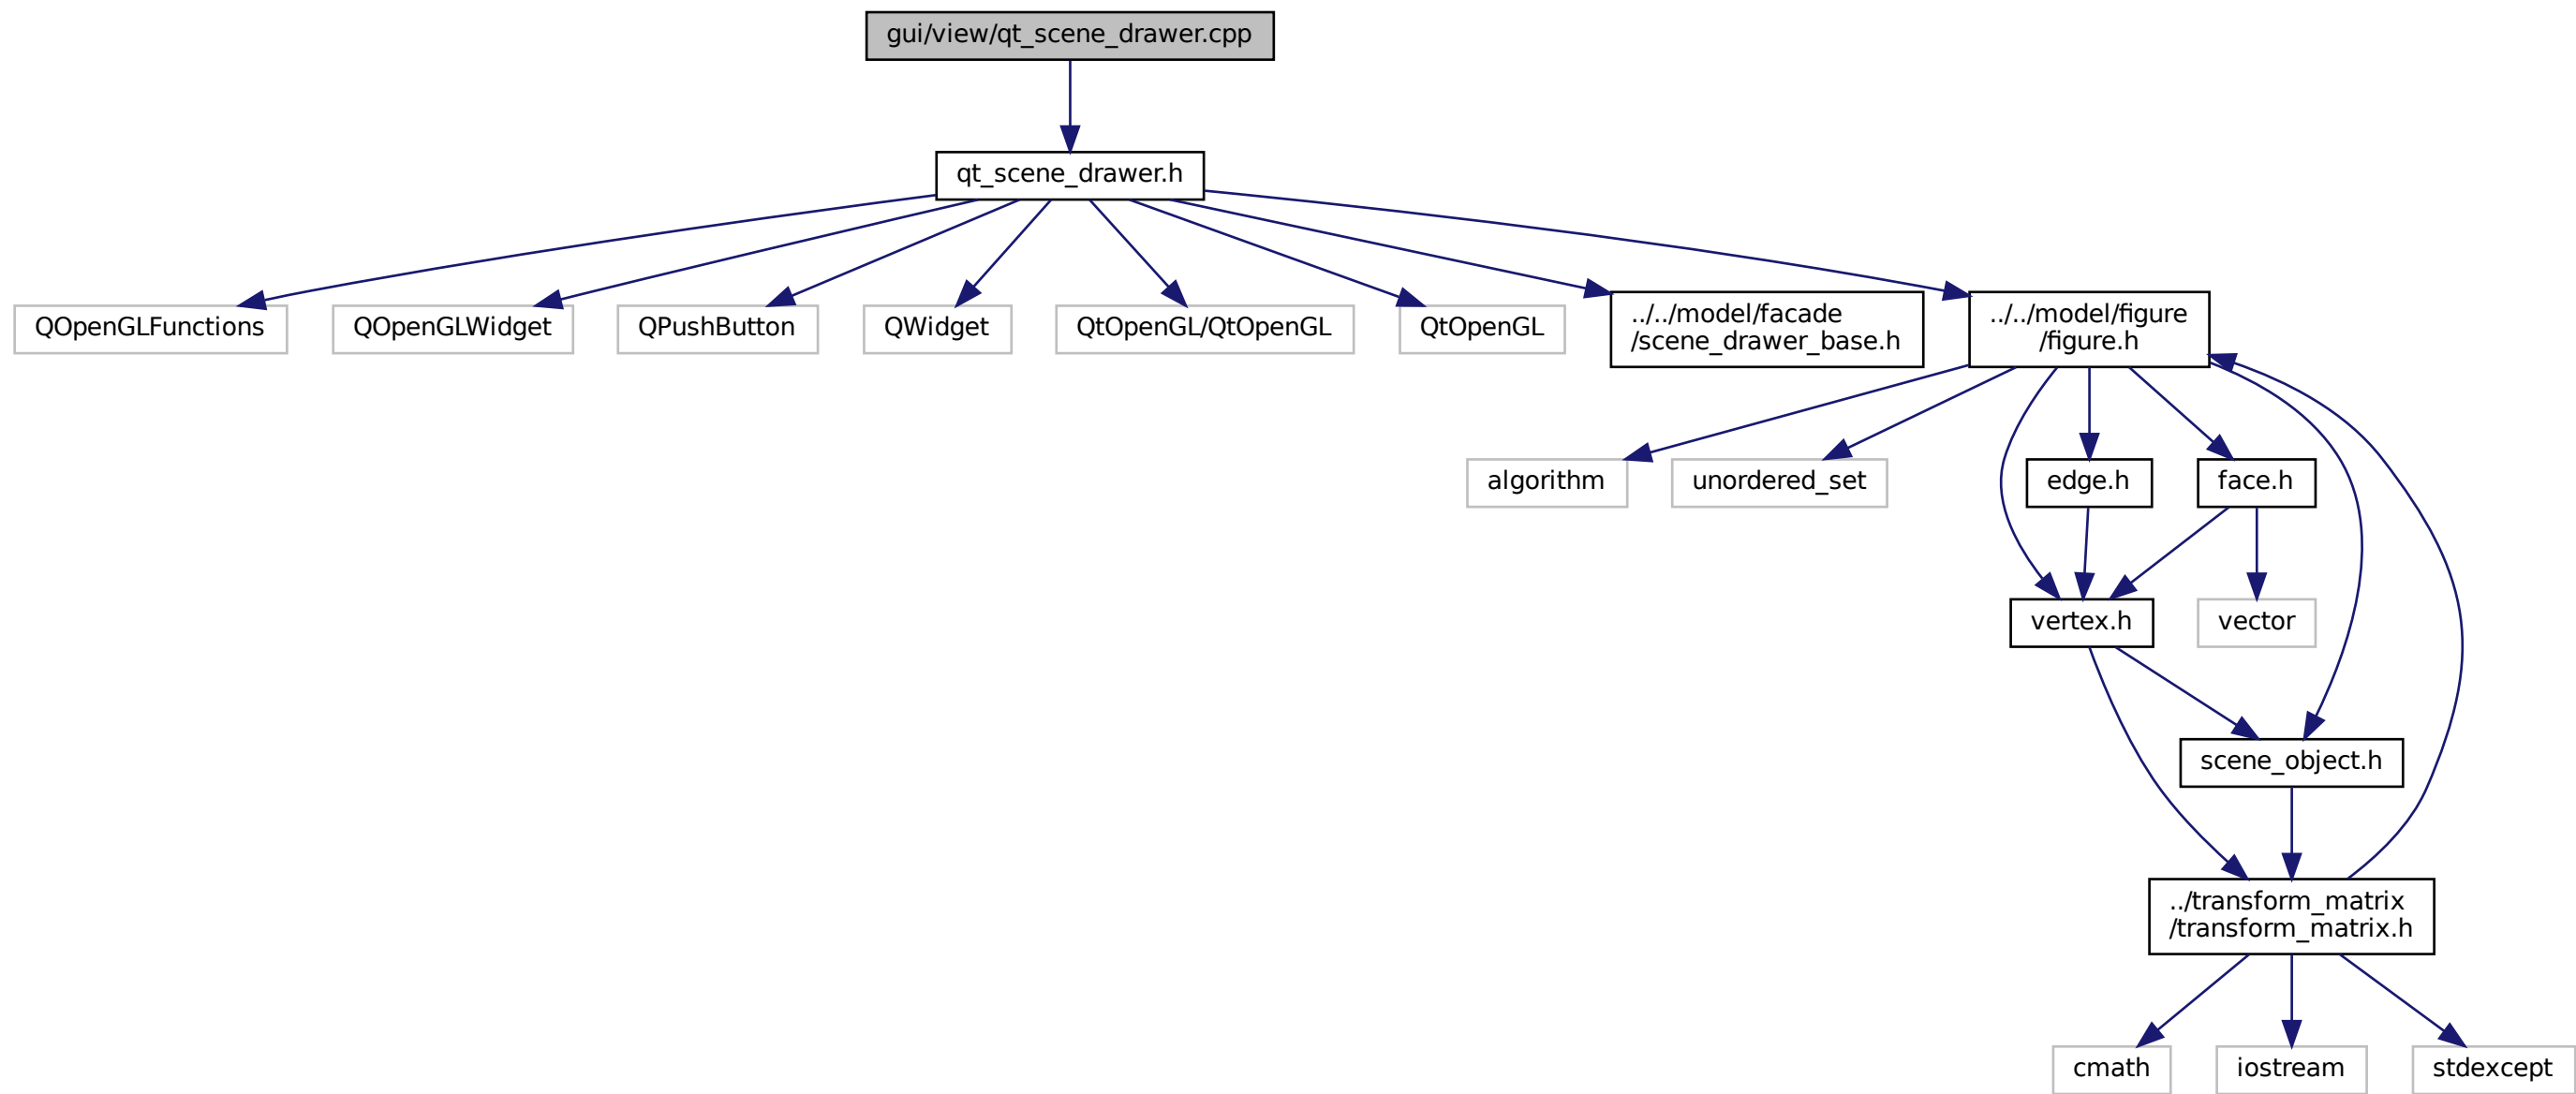 gui/view/qt_scene_drawer.cpp
qt_scene_drawer.h
QOpenGLFunctions
QOpenGLWidget
QPushButton
QWidget
QtOpenGL/QtOpenGL
QtOpenGL
../../model/facade
/scene_drawer_base.h
../../model/figure
/figure.h
algorithm
unordered_set
edge.h
face.h
vertex.h
vector
scene_object.h
../transform_matrix
/transform_matrix.h
cmath
iostream
stdexcept